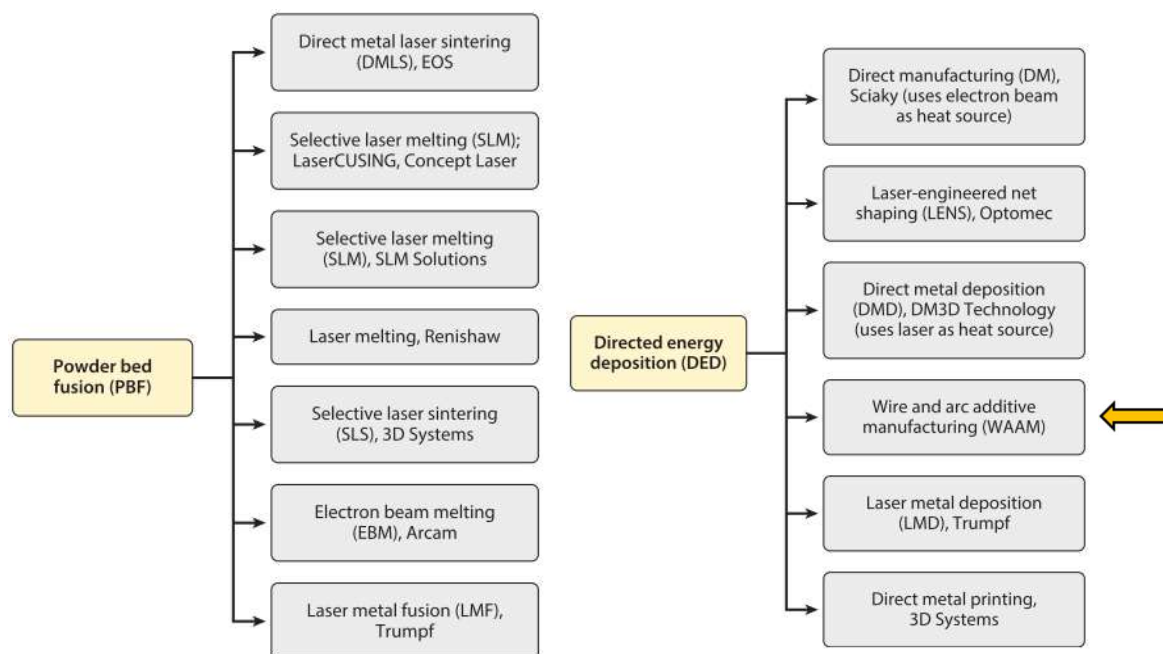 Direct metal laser sintering
(DMLS), EOS
Selective laser melting (SLM);
LaserCUSING, Concept Laser
Selective laser melting
(SLM), SLM Solutions
Laser melting, Renishaw
Powder bed
fusion (PBF)
Selective laser sintering
(SLS), 3D Systems
Electron beam melting
(EBM), Arcam
Laser metal fusion (LMF),
Trumpf
Direct manufacturing (DM),
Sciaky (uses electron beam
as heat source)
Laser-engineered net
shaping (LENS), Optomec
Direct metal deposition
(DMD), DM3D Technology
(uses laser as heat source)
Directed energy
deposition (DED)
Wire and arc additive
manufacturing (WAAM)
Laser metal deposition
(LMD), Trumpf
Direct metal printing,
3D Systems